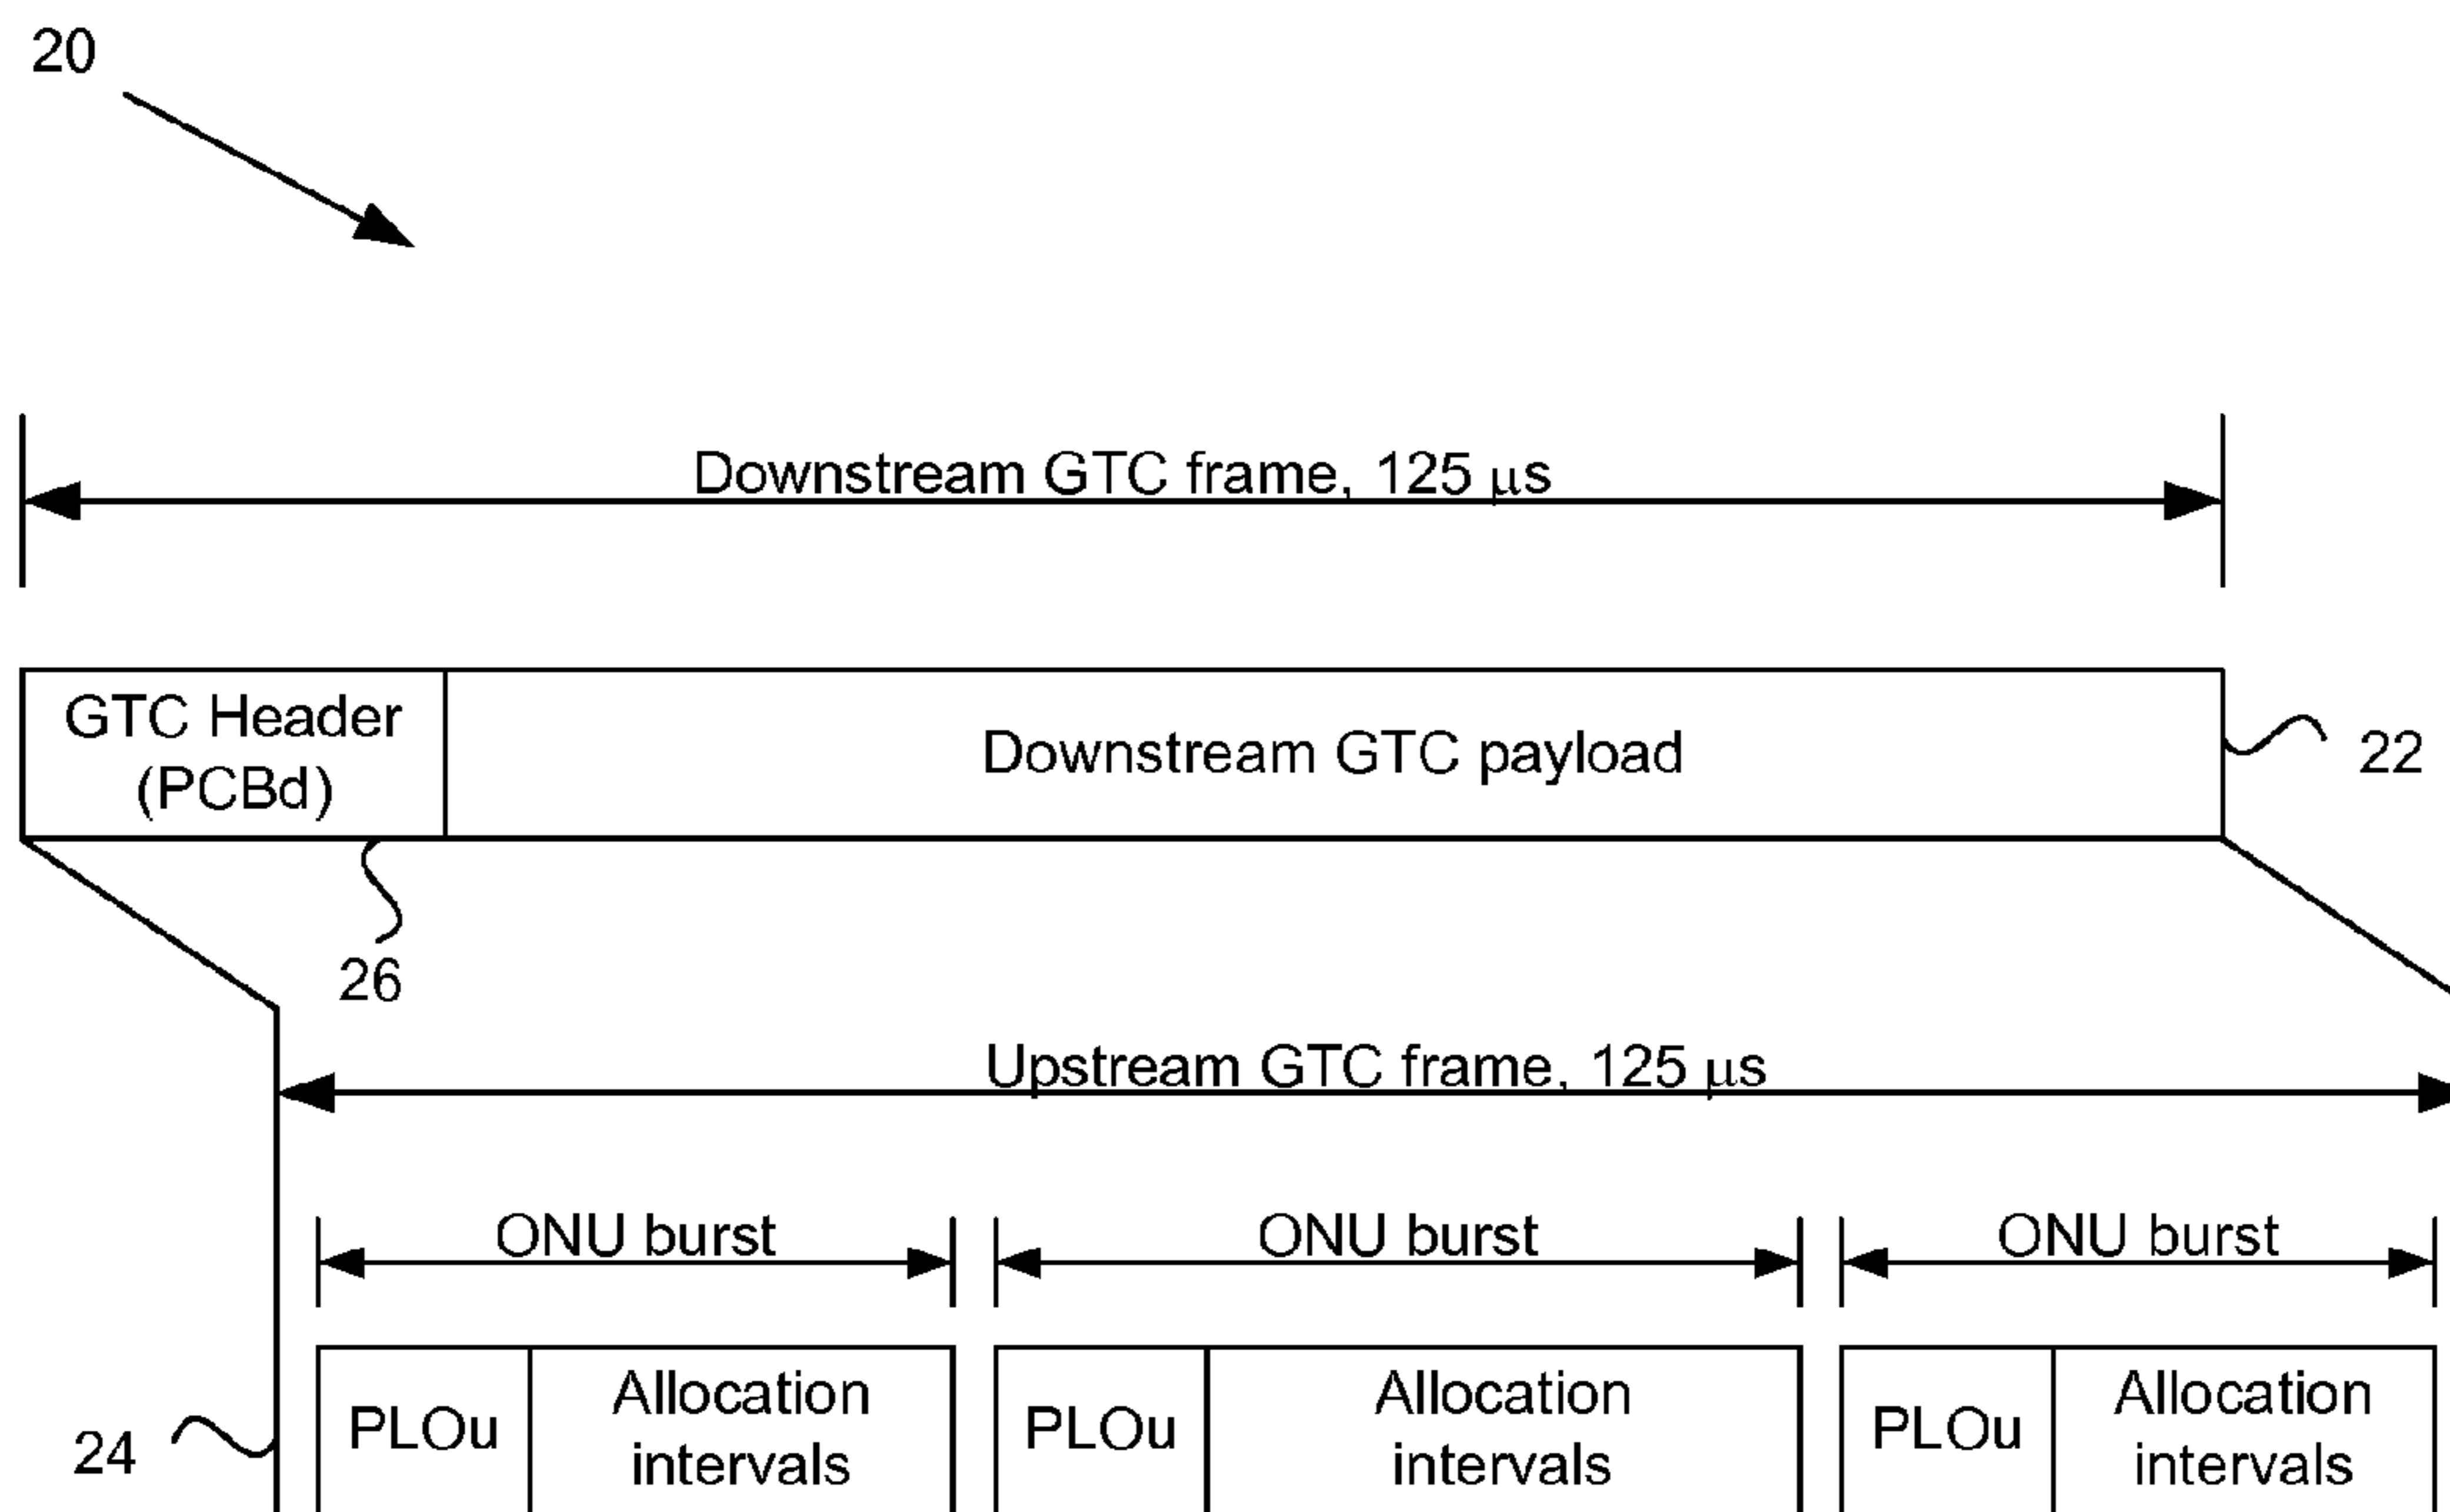 20
Downstream GTC frame, 125 µs
GTC Header
(PCBd)
Downstream GTC payload
22
26
Upstream GTC frame, 125 µs
ONU burst
ONU burst
ONU burst
24
PLOu
Allocation
intervals
PLOu
Allocation
intervals
PLOu
Allocation
intervals